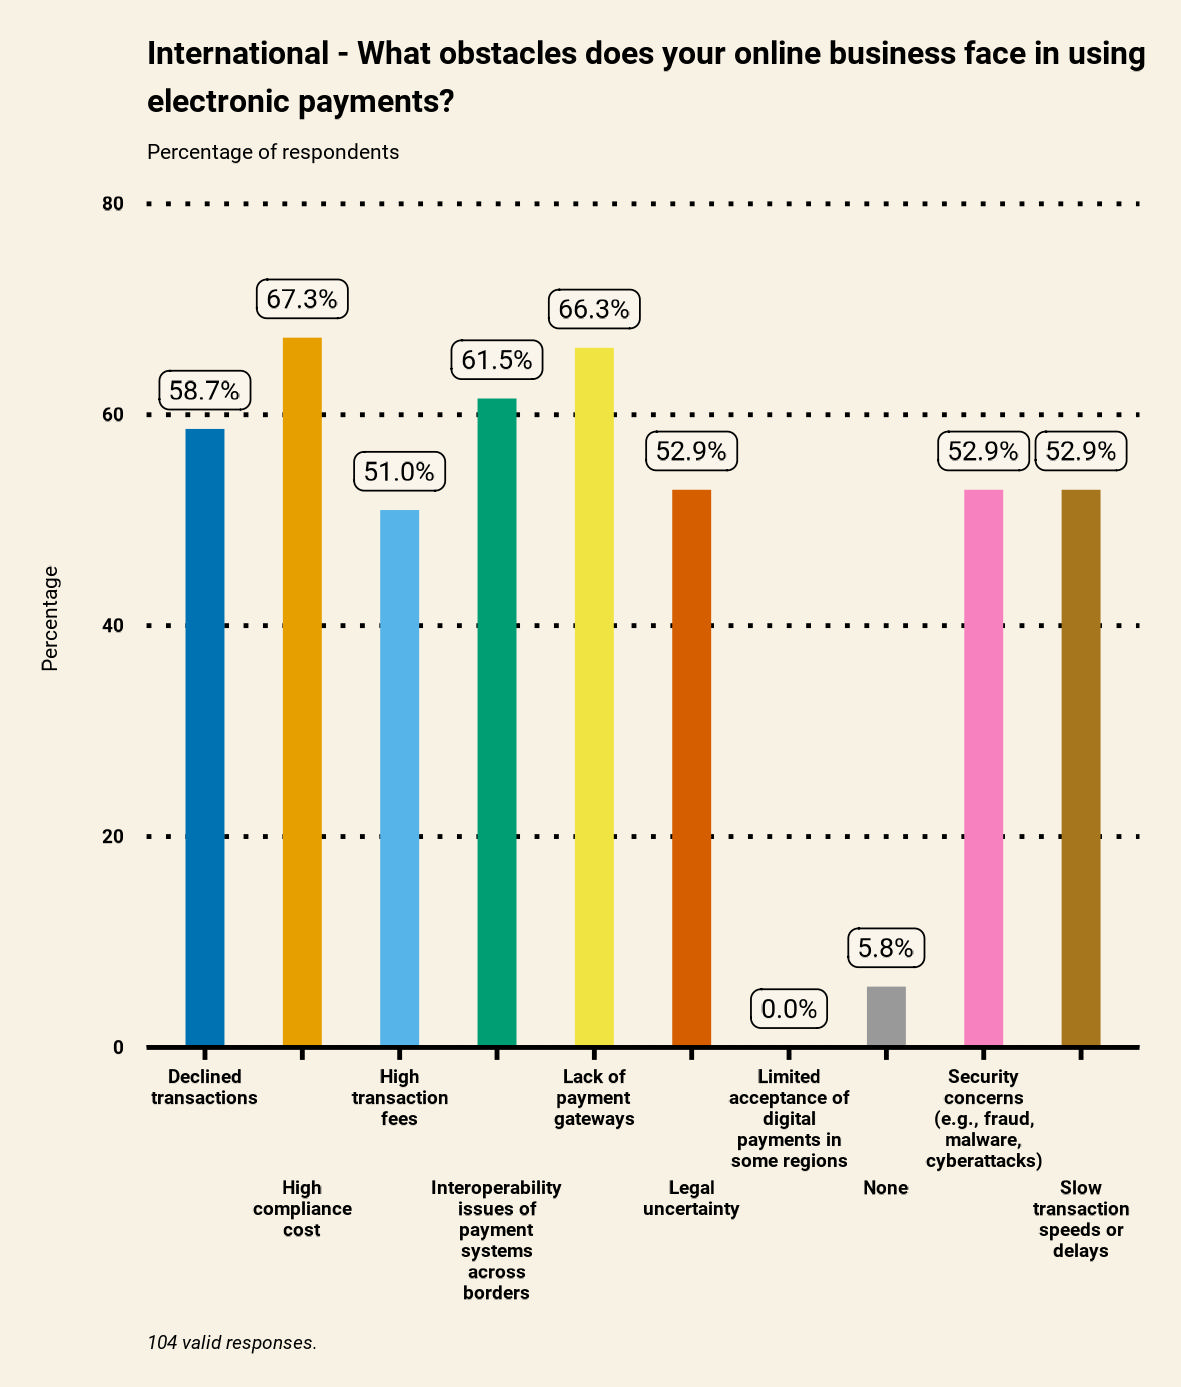 International - What obstacles does your online business face in using
electronic payments?
Percentage of respondents
80
60
40
20
0
Percentage
58.7%
67.3%
51.0%
61.5%
66.3%
52.9%
0.0%
5.8%
52.9%
52.9%
Declined
transactions
High
compliance
cost
High
transaction
fees
Interoperability
issues of
payment
systems
across
borders
Lack of
payment
gateways
Legal
uncertainty
Limited
acceptance of
digital
payments in
some regions
None
Security
concerns
(e.g., fraud,
malware,
cyberattacks)
Slow
transaction
speeds or
delays
104 valid responses.